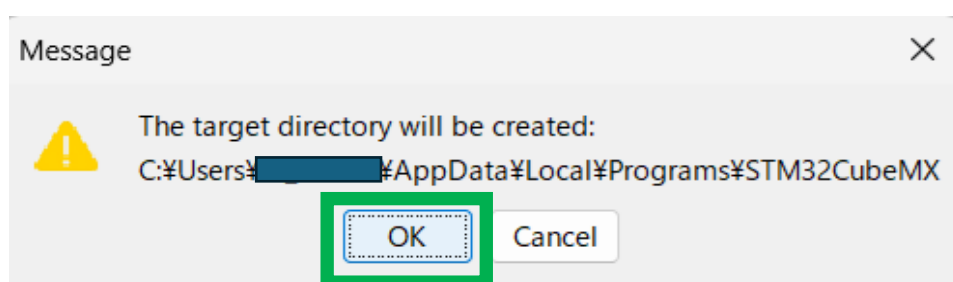 Message
The target directory will be created:
C:¥Users¥ ¥AppData¥Local¥Programs¥STM32CubeMX
OK Cancel